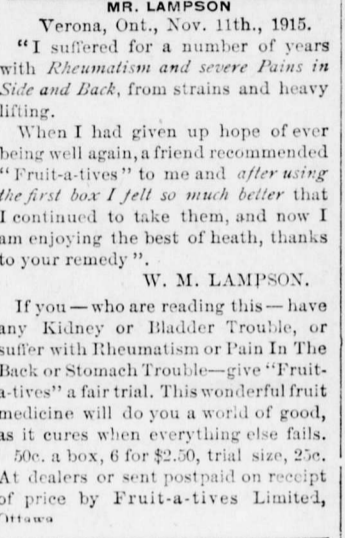 MR. LAMPSON
Verona, Ont., Nov. 11th., 1915.
"I suffered for a number of years
with Rheumatism and severe Pains in
Side and Back, from strains and heavy
lifting.
When I had given up hope of ever
being well again, a friend recommended
"Fruit-a-tives" to me and after using
the first box I felt so much better that
I continued to take them, and now I
am enjoying the best of heath, thanks
to your remedy".
W. M. LAMPSON.
If you—who are reading this—have
any Kidney or Bladder Trouble, or
suffer with Rheumatism or Pain In The
Back or Stomach Trouble—give "Fruit-
a-tives" a fair trial. This wonderful fruit
medicine will do you a world of good,
as it cures when everything else fails.
50c. a box, 6 for $2.50, trial size, 25c.
At dealers or sent postpaid on receipt
of price by Fruit-a-tives Limited,
Ottawa